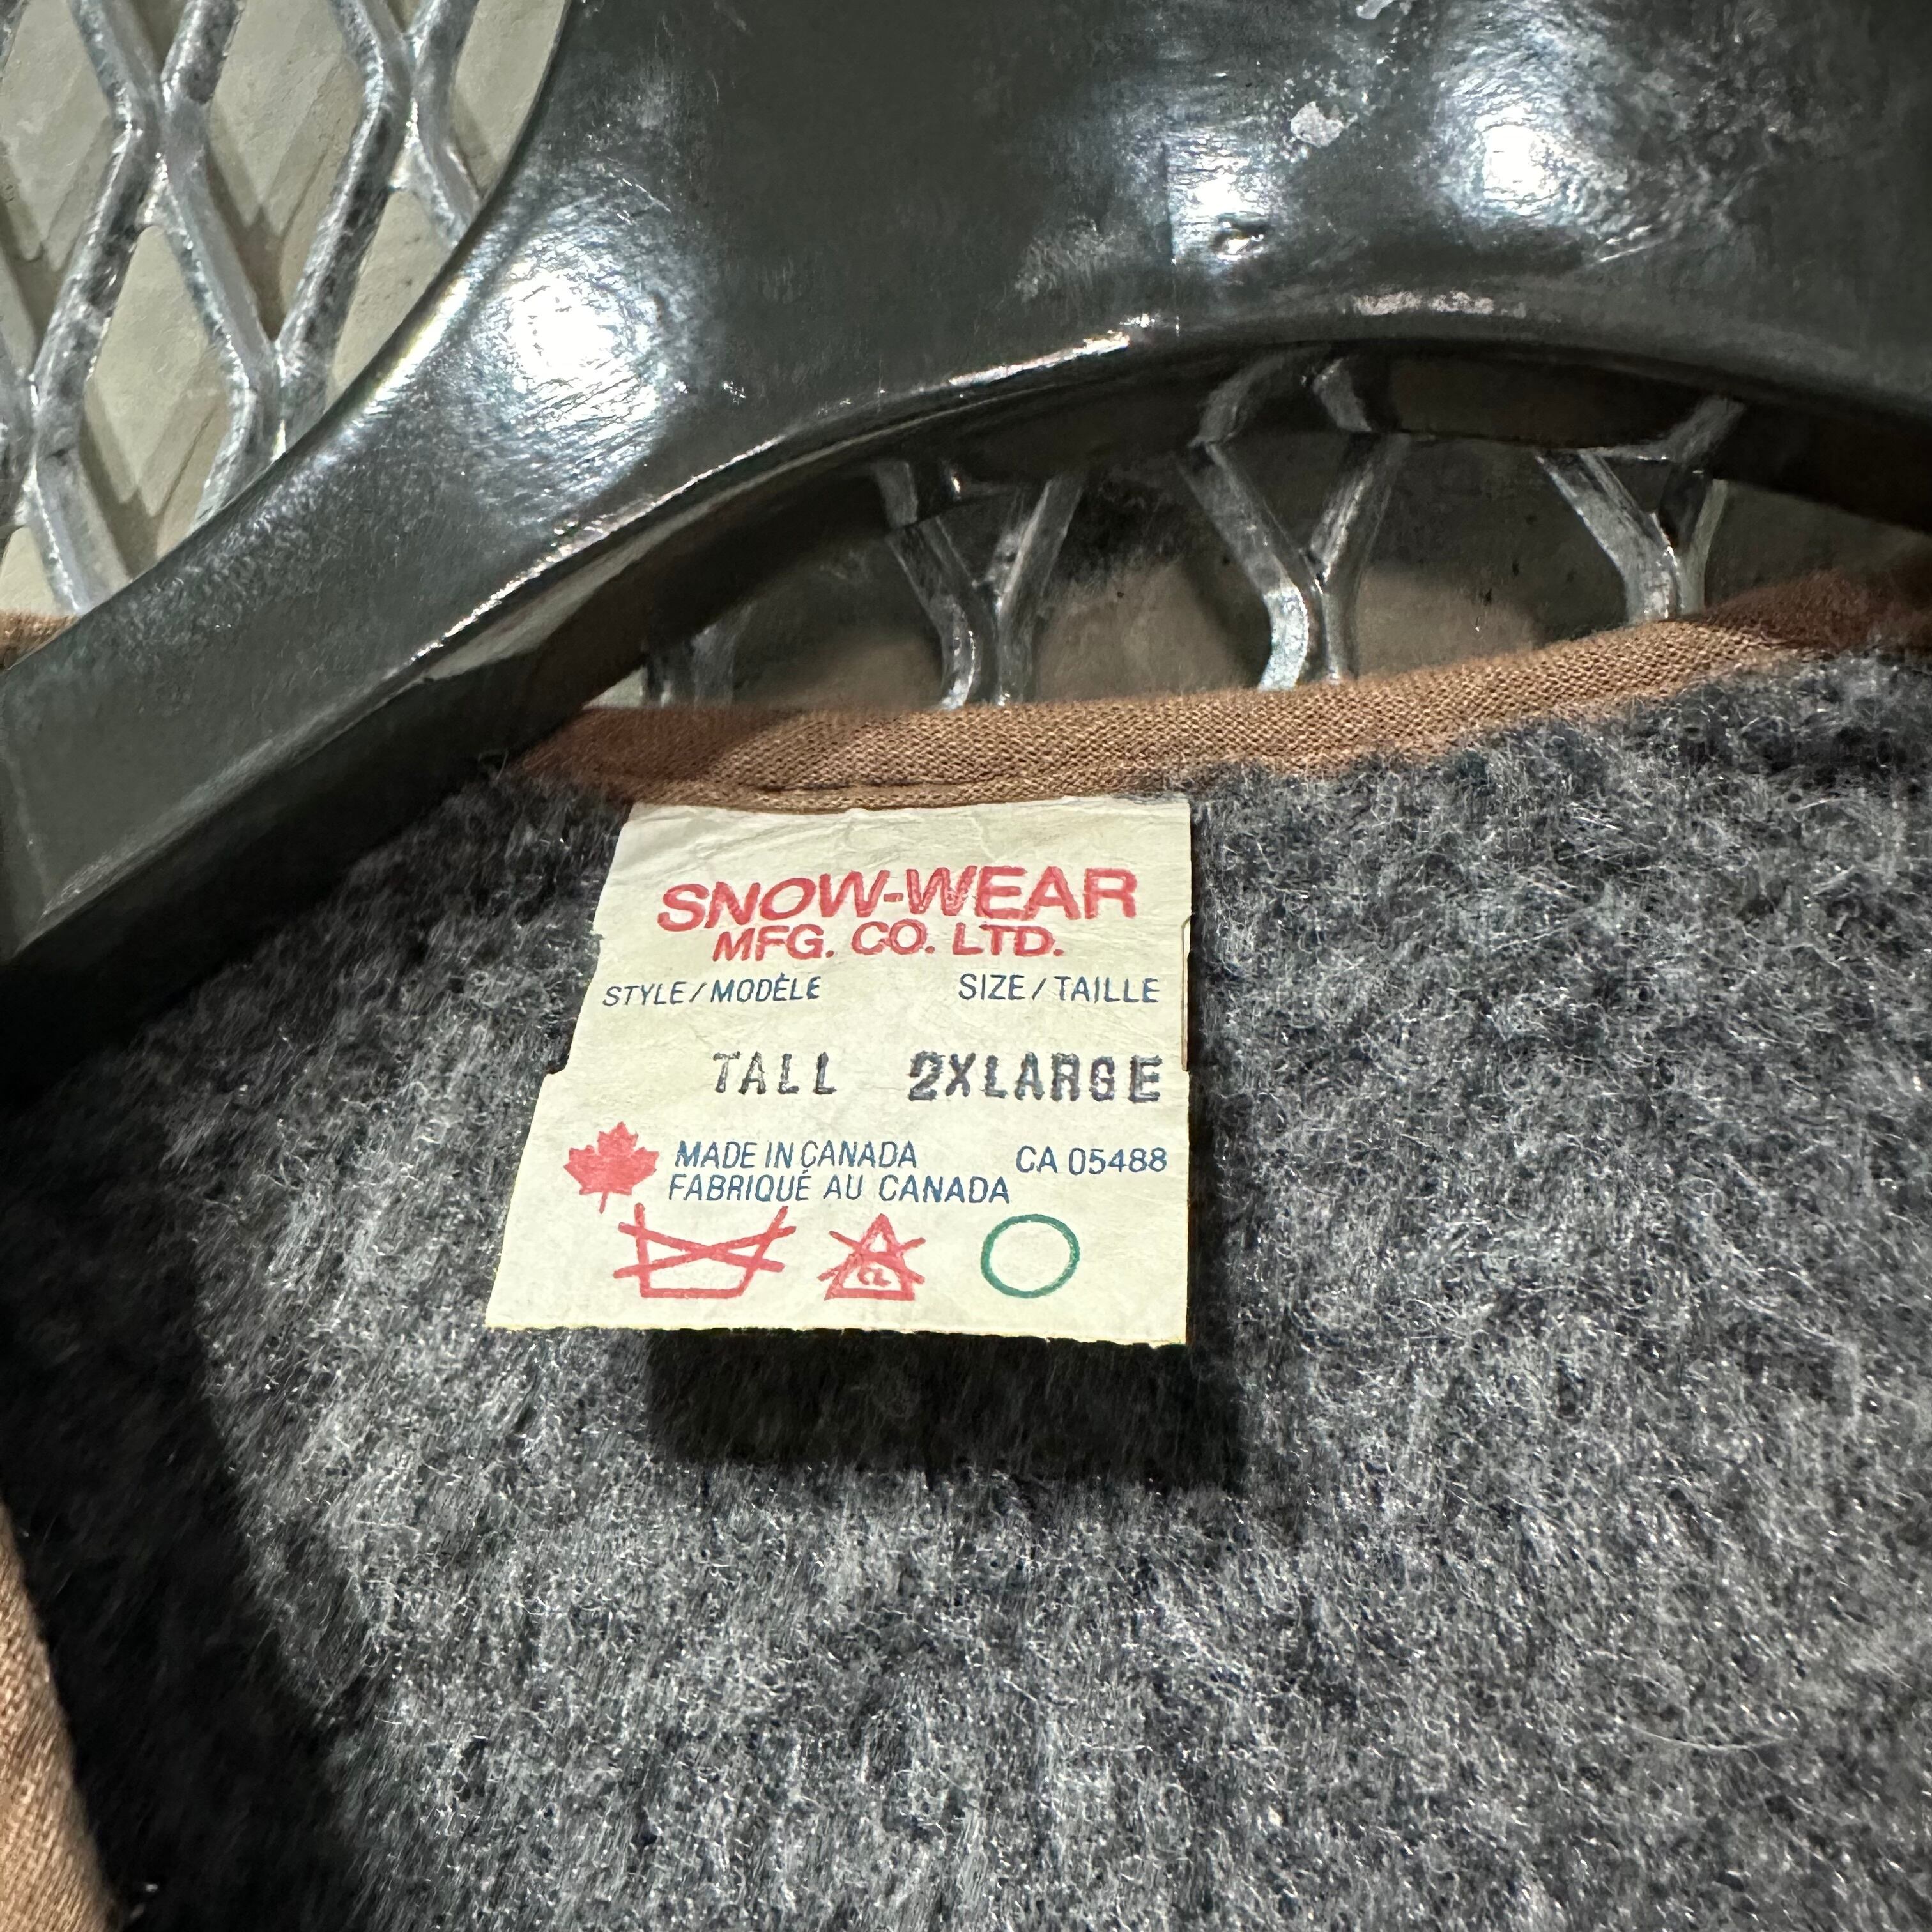 SNOW-WEAR
MFG. CO. LTD.
STYLE/MODÈLE SIZE/TAILLE
TALL 2XLARGE
MADE IN CANADA CA 05488
FABRIQUÉ AU CANADA
cl